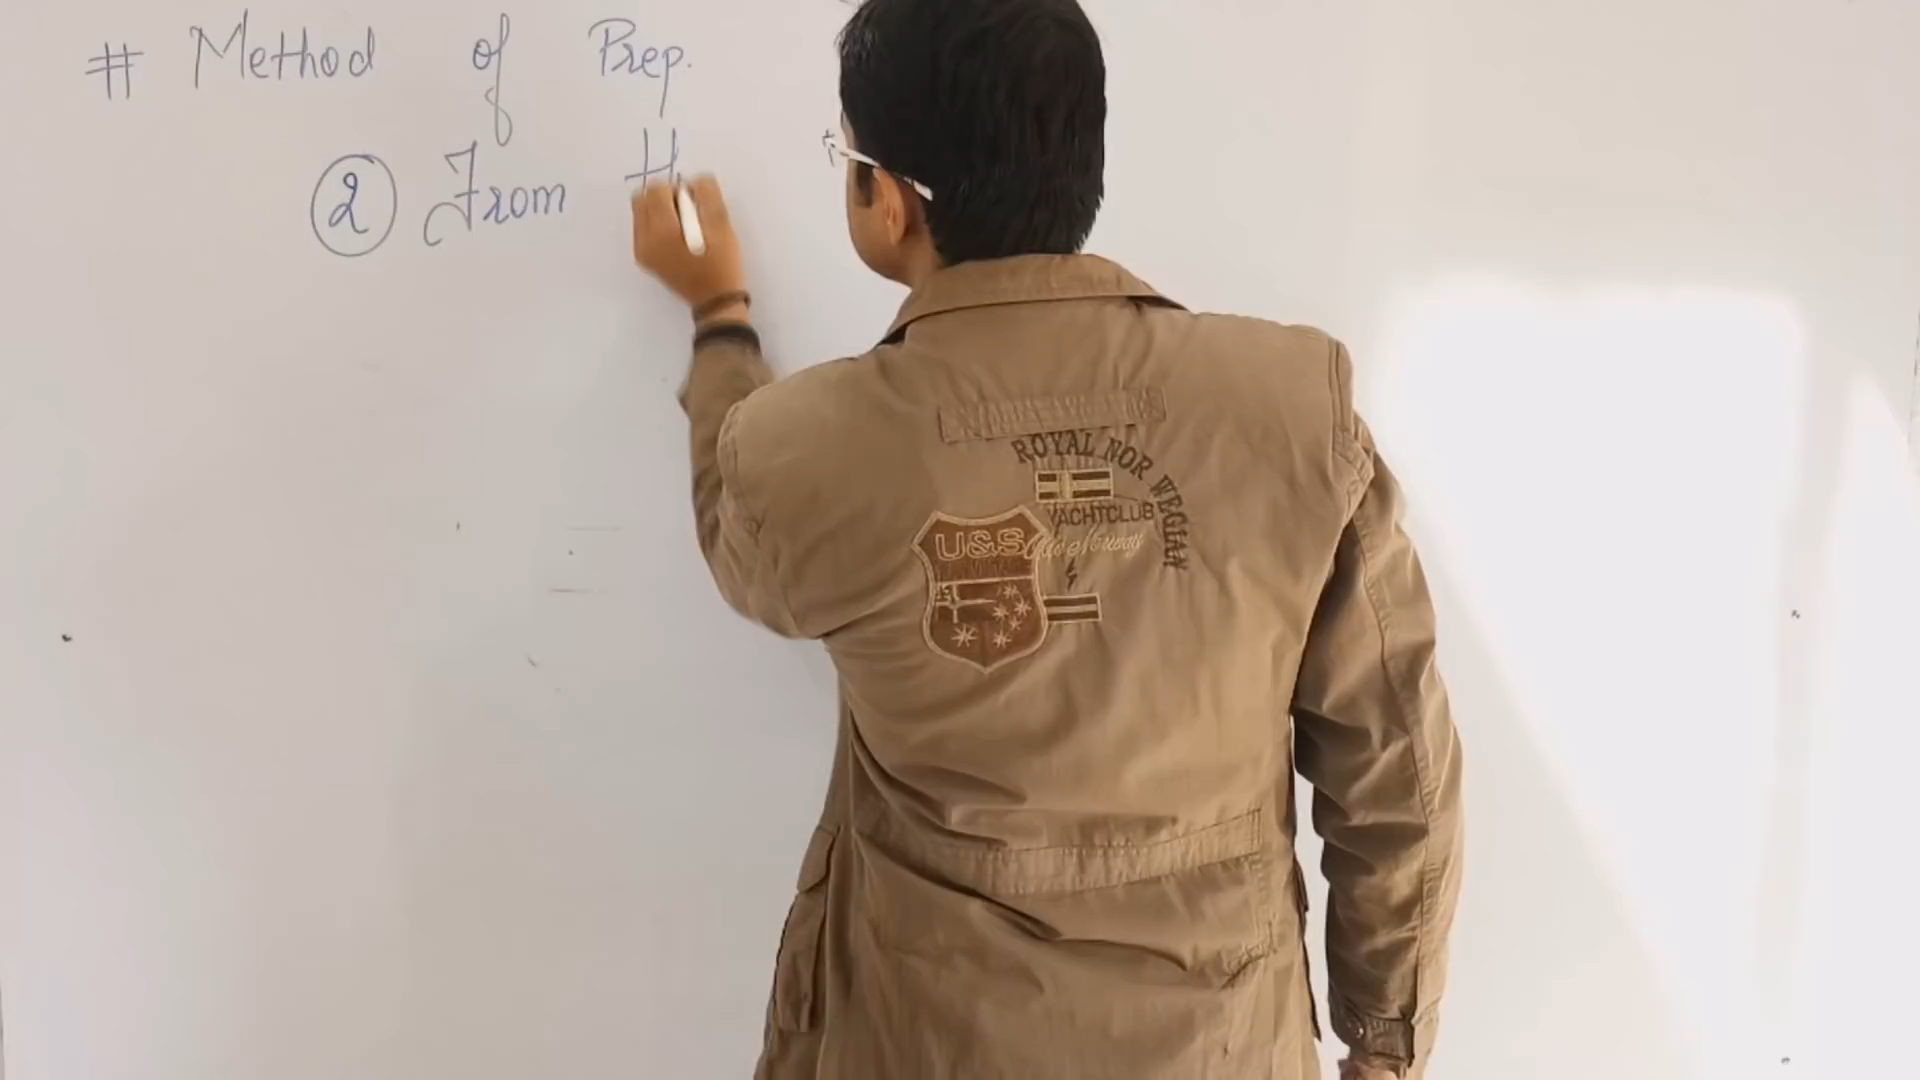 # Method of Prep.
② From H
ROYAL NOR WEGIAN
YACHTCLUB
U&S